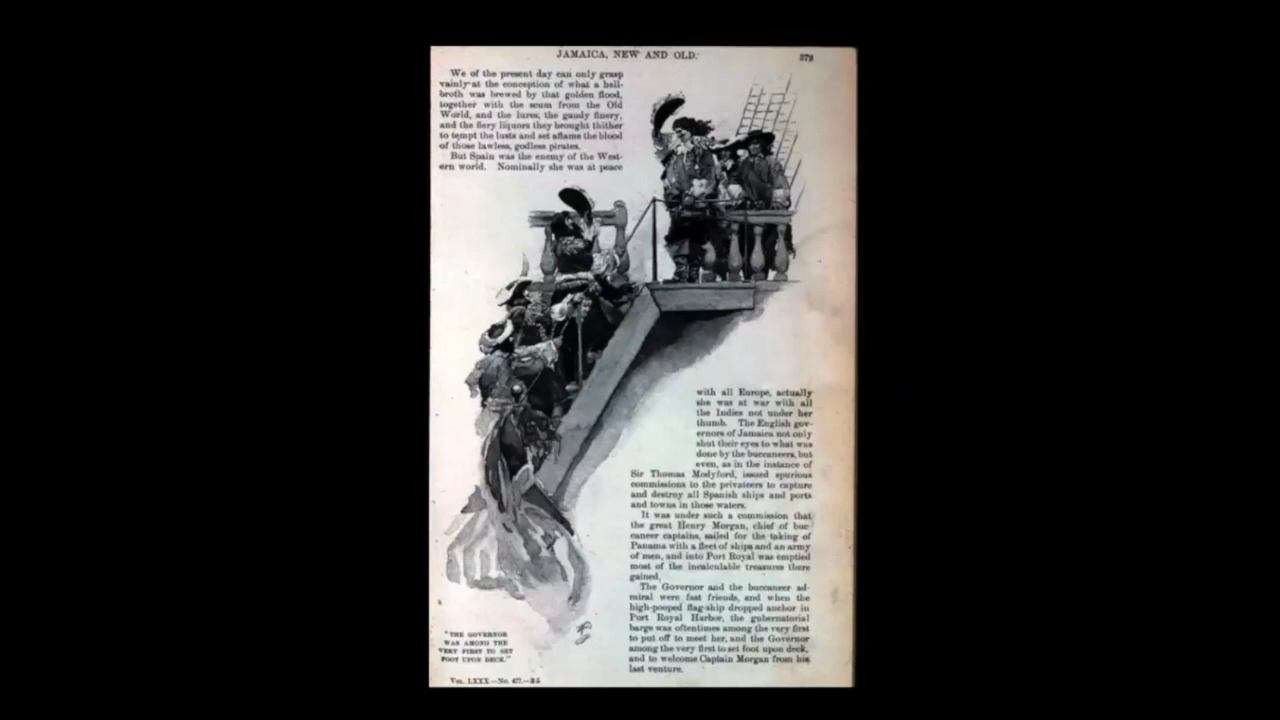 JAMAICA, NEW AND OLD.
379
We of the present day can only grasp
vainly at the conception of what a hell-
broth was brewed by that golden flood,
together with the scum from the Old
World, and the lures, the gaudy finery,
and the fiery liquors they brought thither
to tempt the lusts and set aflame the blood
of those lawless, godless pirates.
But Spain was the enemy of the West-
ern world. Nominally she was at peace
with all Europe, actually
she was at war with all
the Indies not under her
thumb. The English gov-
ernors of Jamaica not only
shut their eyes to what was
done by the buccaneers, but
even, as in the instance of
Sir Thomas Modyford, issued spurious
commissions to the privateers to capture
and destroy all Spanish ships and ports
and towns in those waters.
It was under such a commission that
the great Henry Morgan, chief of buc-
caneer captains, sailed for the taking of
Panama with a fleet of ships and an army
of men, and into Port Royal was emptied
most of the incalculable treasures there
gained.
The Governor and the buccaneer ad-
miral were fast friends, and when the
high-pooped flag-ship dropped anchor in
Port Royal Harbor, the gubernatorial
barge was oftentimes among the very first
to put off to meet her, and the Governor
among the very first to set foot upon deck,
and to welcome Captain Morgan from his
last venture.
"THE GOVERNOR
WAS AMONG THE
VERY FIRST TO SET
FOOT UPON DECK."
VOL. LXXX.—No. 477.—